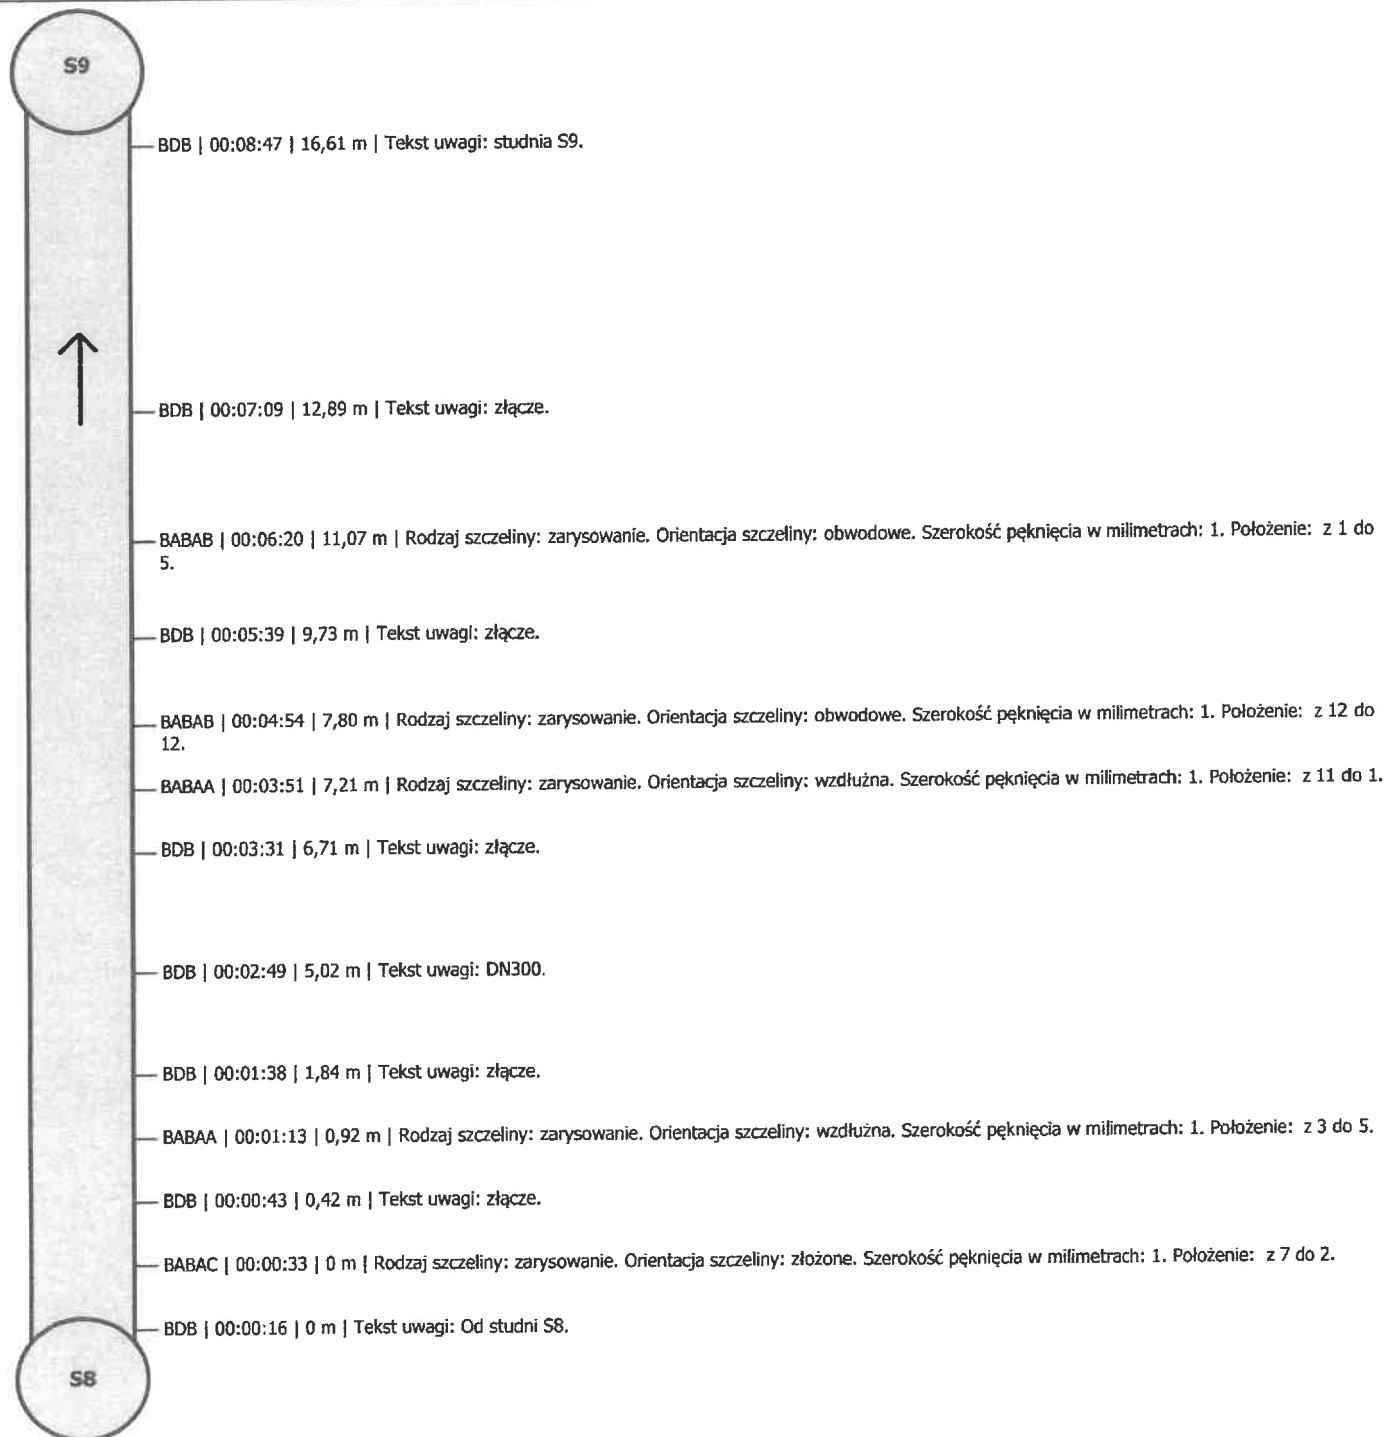 S9
BDB | 00:08:47 | 16,61 m | Tekst uwagi: studnia S9.
BDB | 00:07:09 | 12,89 m | Tekst uwagi: złącze.
BABAB | 00:06:20 | 11,07 m | Rodzaj szczeliny: zarysowanie. Orientacja szczeliny: obwodowe. Szerokość pęknięcia w milimetrach: 1. Położenie: z 1 do
5.
BDB | 00:05:39 | 9,73 m | Tekst uwagi: złącze.
BABAB | 00:04:54 | 7,80 m | Rodzaj szczeliny: zarysowanie. Orientacja szczeliny: obwodowe. Szerokość pęknięcia w milimetrach: 1. Położenie: z 12 do
12.
BABAA | 00:03:51 | 7,21 m | Rodzaj szczeliny: zarysowanie. Orientacja szczeliny: wzdłużna. Szerokość pęknięcia w milimetrach: 1. Położenie: z 11 do 1.
BDB | 00:03:31 | 6,71 m | Tekst uwagi: złącze.
BDB | 00:02:49 | 5,02 m | Tekst uwagi: DN300.
BDB | 00:01:38 | 1,84 m | Tekst uwagi: złącze.
BABAA | 00:01:13 | 0,92 m | Rodzaj szczeliny: zarysowanie. Orientacja szczeliny: wzdłużna. Szerokość pęknięcia w milimetrach: 1. Położenie: z 3 do 5.
BDB | 00:00:43 | 0,42 m | Tekst uwagi: złącze.
BABAC | 00:00:33 | 0 m | Rodzaj szczeliny: zarysowanie. Orientacja szczeliny: złożone. Szerokość pęknięcia w milimetrach: 1. Położenie: z 7 do 2.
BDB | 00:00:16 | 0 m | Tekst uwagi: Od studni S8.
S8